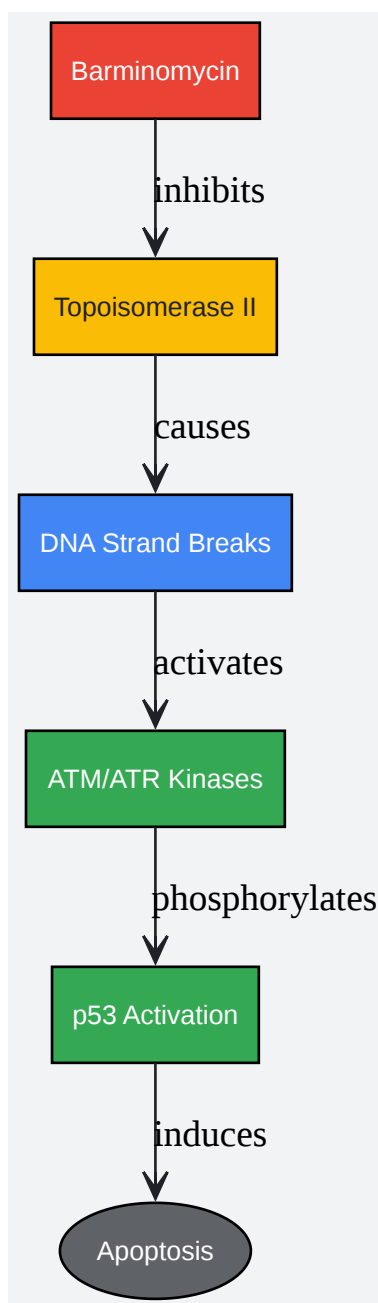 Barminomycin
inhibits
Topoisomerase II
causes
DNA Strand Breaks
activates
ATM/ATR Kinases
phosphorylates
p53 Activation
induces
Apoptosis